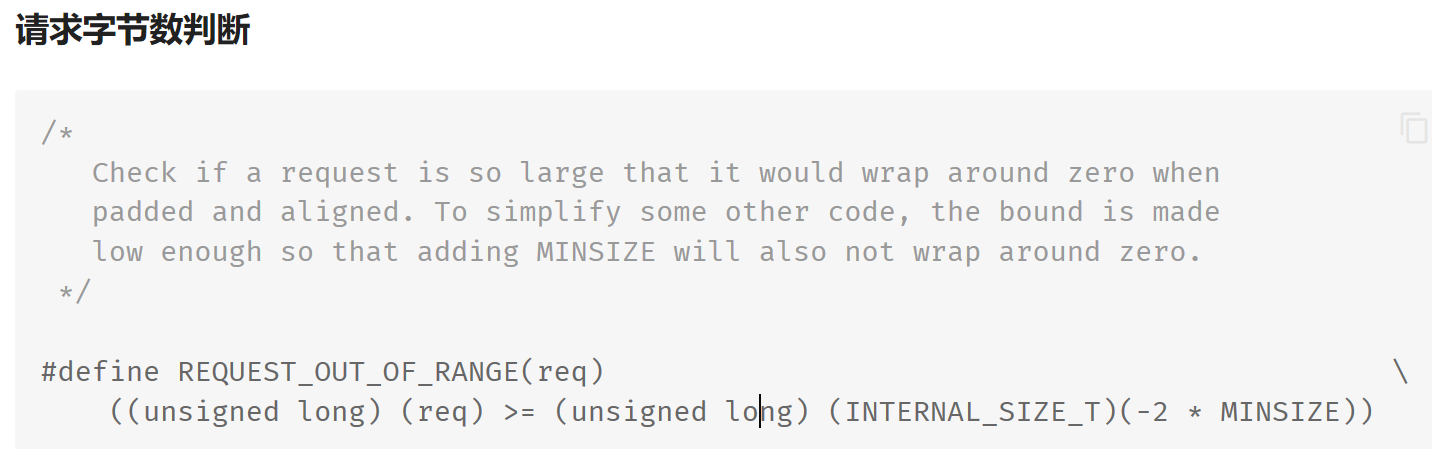 请求字节数判断
/*
   Check if a request is so large that it would wrap around zero when
   padded and aligned. To simplify some other code, the bound is made
   low enough so that adding MINSIZE will also not wrap around zero.
 */
#define REQUEST_OUT_OF_RANGE(req)                                              \
    ((unsigned long) (req) >= (unsigned long) (INTERNAL_SIZE_T)(-2 * MINSIZE))